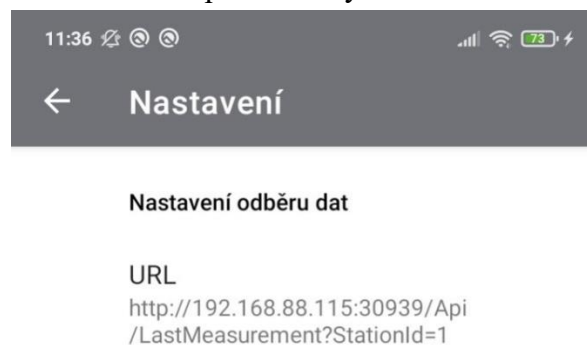 11:36
73
Nastavení
Nastavení odběru dat
URL
http://192.168.88.115:30939/Api
/LastMeasurement?StationId=1